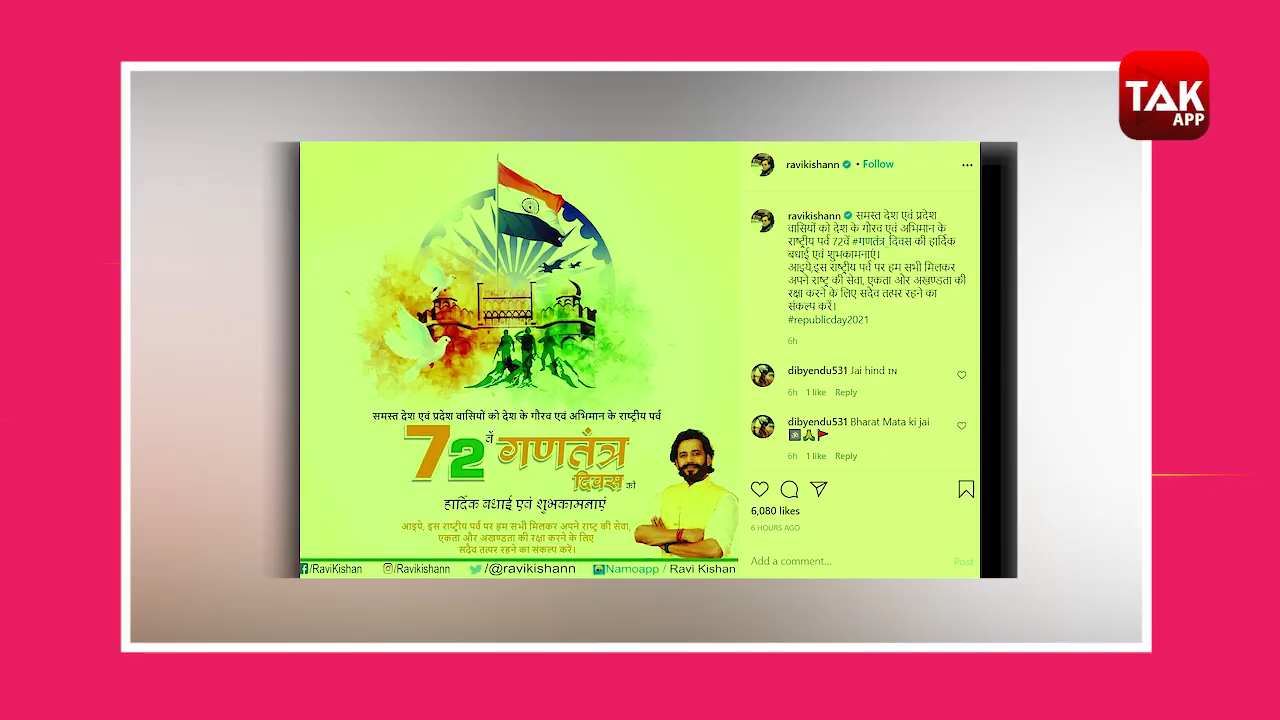 TAK
APP
समस्त देश एवं प्रदेश वासियों को देश के गौरव एवं अभिमान के राष्ट्रीय पर्व
72 वें गणतंत्र
दिवस को
हार्दिक बधाई एवं शुभकामनाएं
आइये, इस राष्ट्रीय पर्व पर हम सभी मिलकर अपने राष्ट्र की सेवा,
एकता और अखण्डता की रक्षा करने के लिए
सदैव तत्पर रहने का संकल्प करें।
/RaviKishan /Ravikishann /@ravikishann Namoapp / Ravi Kishan
ravikishann • Follow
ravikishann समस्त देश एवं प्रदेश
वासियों को देश के गौरव एवं अभिमान के
राष्ट्रीय पर्व 72वें #गणतंत्र_दिवस की हार्दिक
बधाई एवं शुभकामनाएं।
आइये,इस राष्ट्रीय पर्व पर हम सभी मिलकर
अपने राष्ट्र की सेवा, एकता और अखण्डता की
रक्षा करने के लिए सदैव तत्पर रहने का
संकल्प करें।
#republicday2021
6h
dibyendu531 Jai hind IN
6h 1 like Reply
dibyendu531 Bharat Mata ki jai
🕉🙏🚩
6h 1 like Reply
6,080 likes
6 HOURS AGO
Add a comment... Post